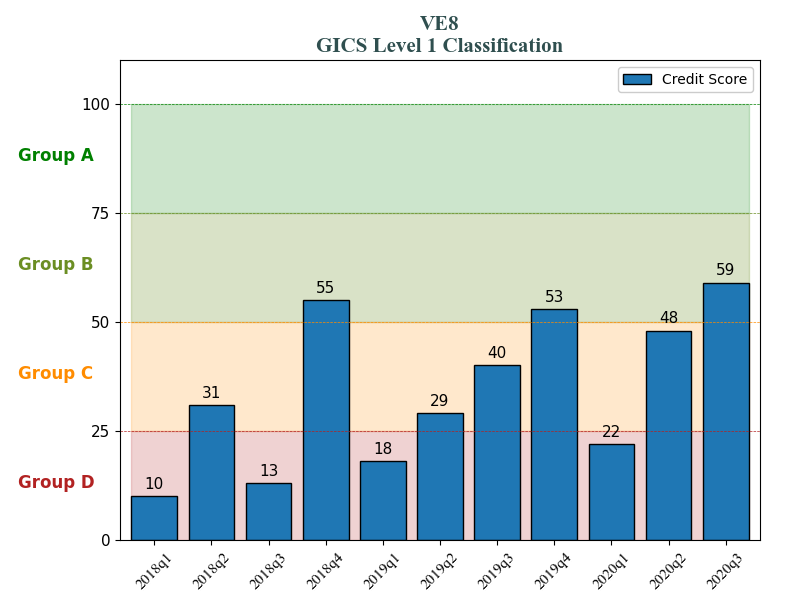 VE8
GICS Level 1 Classification
Credit Score
100
Group A
75
Group B
59
55
53
50
48
Group C
40
31
29
25
22
18
13
Group D
10
0
2018q1
2018q2
2018q3
2018q4
2019q1
2019q2
2019q3
2019q4
2020q1
2020q2
2020q3